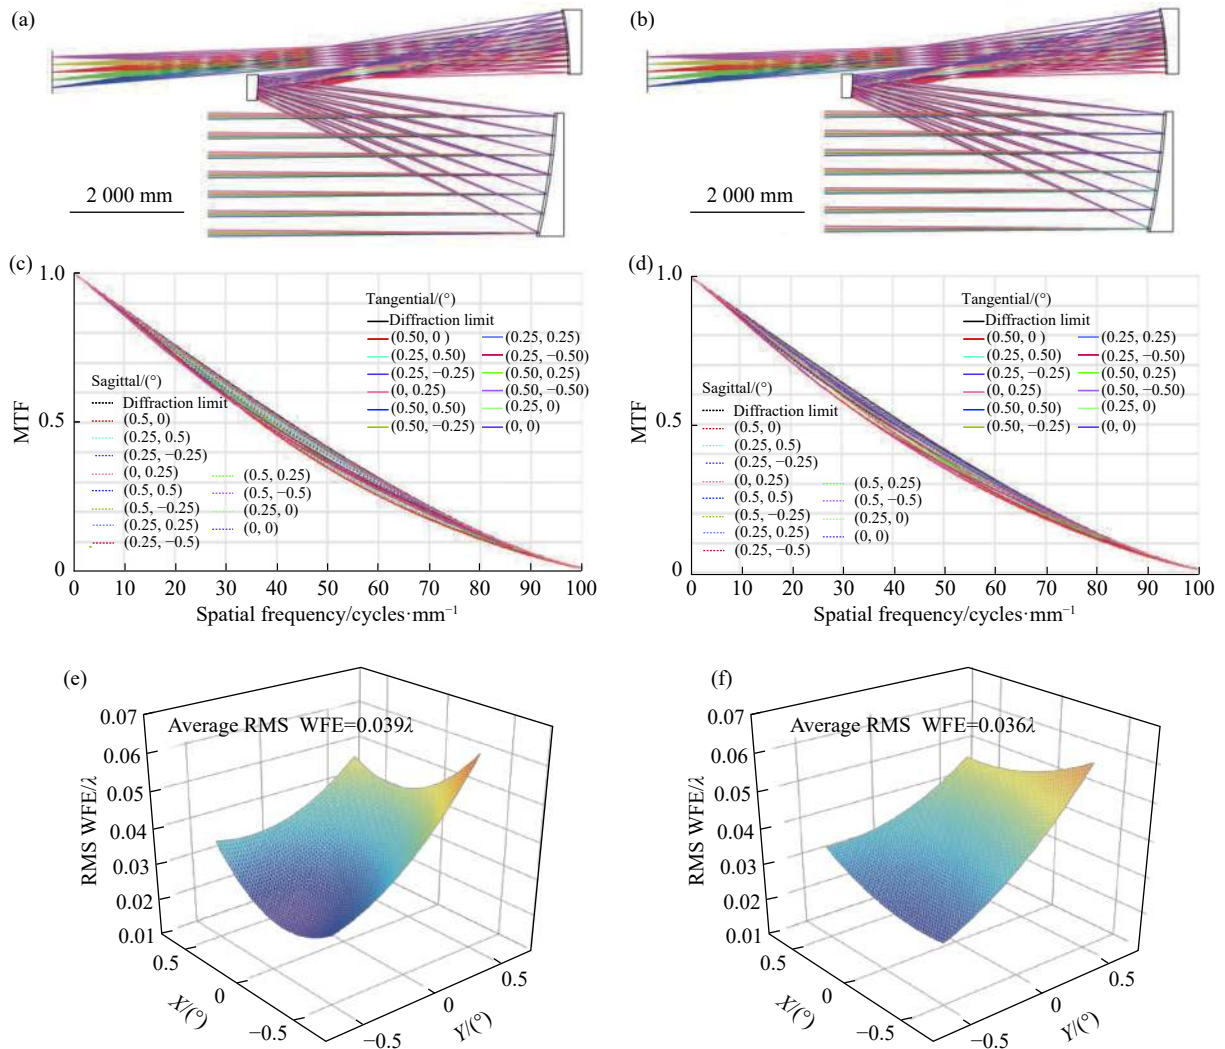 (a)
2 000 mm
(b)
2 000 mm
(c)
1.0
0.5
0
MTF
Tangential/(°)
Diffraction limit
(0.50, 0 )
(0.25, 0.50)
(0.25, −0.25)
(0, 0.25)
(0.50, 0.50)
(0.50, −0.25)
(0.25, 0.25)
(0.25, −0.50)
(0.50, 0.25)
(0.50, −0.50)
(0.25, 0)
(0, 0)
Sagittal/(°)
Diffraction limit
(0.5, 0)
(0.25, 0.5)
(0.25, −0.25)
(0, 0.25)
(0.5, 0.5)
(0.5, −0.25)
(0.25, 0.25)
(0.25, −0.5)
(0.5, 0.25)
(0.5, −0.5)
(0.25, 0)
(0, 0)
0 10 20 30 40 50 60 70 80 90 100
Spatial frequency/cycles·mm⁻¹
(d)
1.0
0.5
0
MTF
Tangential/(°)
Diffraction limit
(0.50, 0 )
(0.25, 0.50)
(0.25, −0.25)
(0, 0.25)
(0.50, 0.50)
(0.50, −0.25)
(0.25, 0.25)
(0.25, −0.50)
(0.50, 0.25)
(0.50, −0.50)
(0.25, 0)
(0, 0)
Sagittal/(°)
Diffraction limit
(0.5, 0)
(0.25, 0.5)
(0.25, −0.25)
(0, 0.25)
(0.5, 0.5)
(0.5, −0.25)
(0.25, 0.25)
(0.25, −0.5)
(0.5, 0.25)
(0.5, −0.5)
(0.25, 0)
(0, 0)
0 10 20 30 40 50 60 70 80 90 100
Spatial frequency/cycles·mm⁻¹
(e)
Average RMS WFE=0.039λ
0.07
0.06
0.05
0.04
0.03
0.02
0.01
RMS WFE/λ
0.5
0
−0.5
X/(°)
−0.5
0
0.5
Y/(°)
(f)
Average RMS WFE=0.036λ
0.07
0.06
0.05
0.04
0.03
0.02
0.01
RMS WFE/λ
0.5
0
−0.5
X/(°)
−0.5
0
0.5
Y/(°)